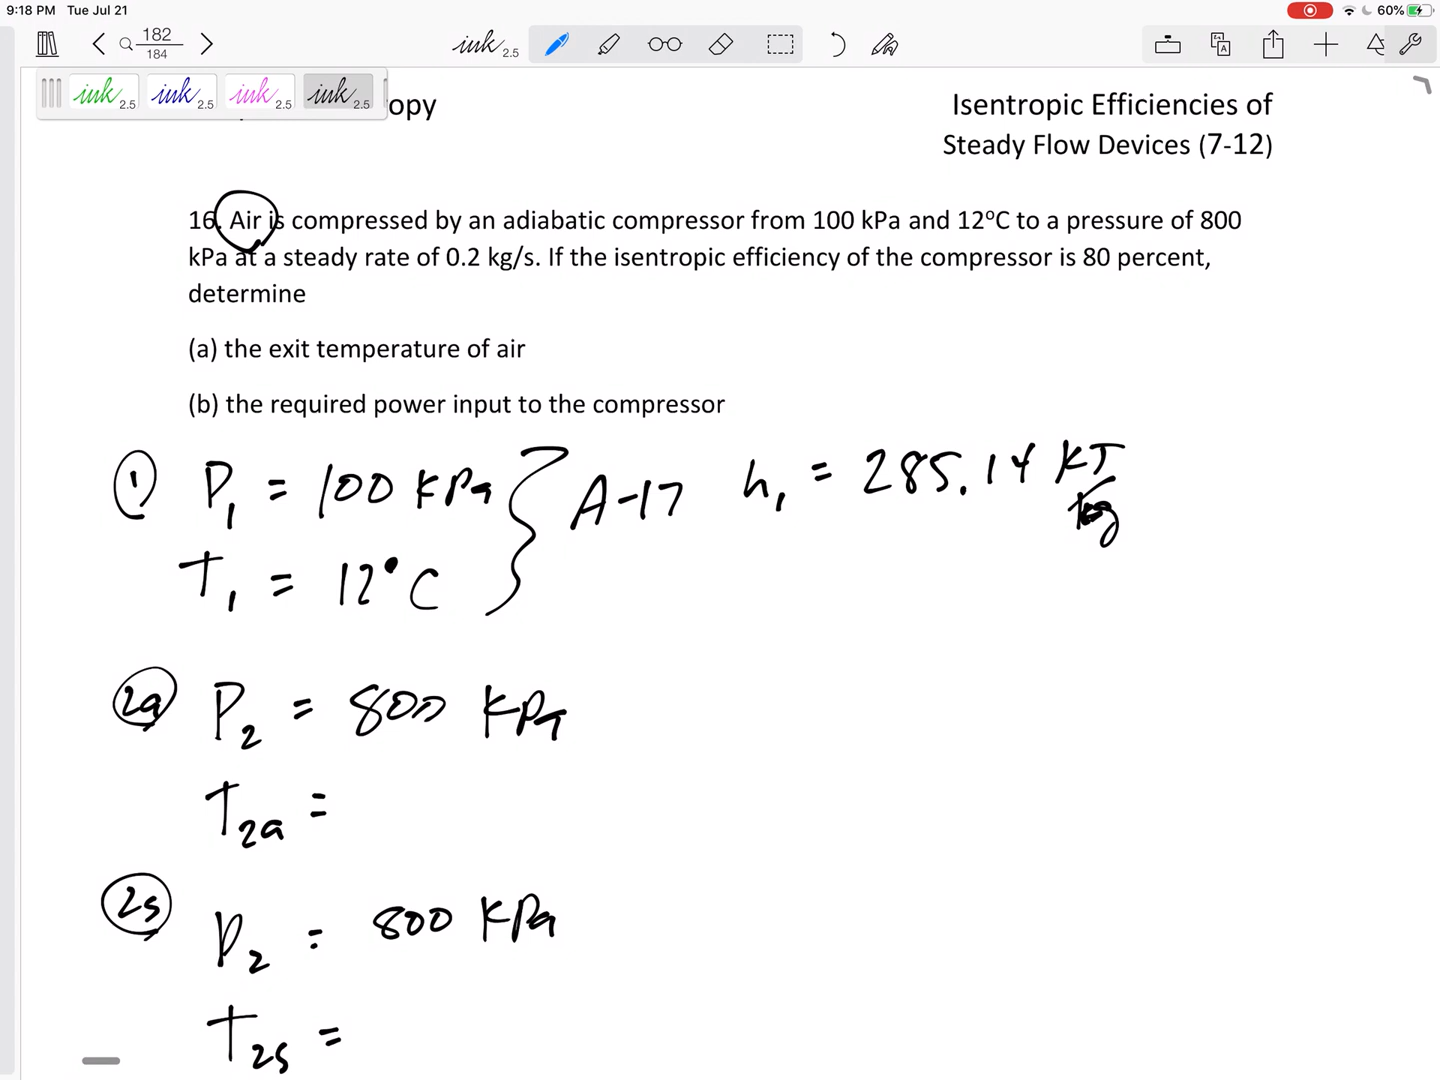 9:18 PM Tue Jul 21
60%
182
184
ink 2.5
ink 2.5
ink 2.5
ink 2.5
ink 2.5
opy
Isentropic Efficiencies of
Steady Flow Devices (7-12)
16. Air is compressed by an adiabatic compressor from 100 kPa and 12ºC to a pressure of 800
kPa at a steady rate of 0.2 kg/s. If the isentropic efficiency of the compressor is 80 percent,
determine
(a) the exit temperature of air
(b) the required power input to the compressor
① P₁ = 100 kPa } A-17 h₁ = 285.14 kJ/kg
T₁ = 12°C
2a P₂ = 800 kPa
T2a =
2s P₂ = 800 kPa
T2s =